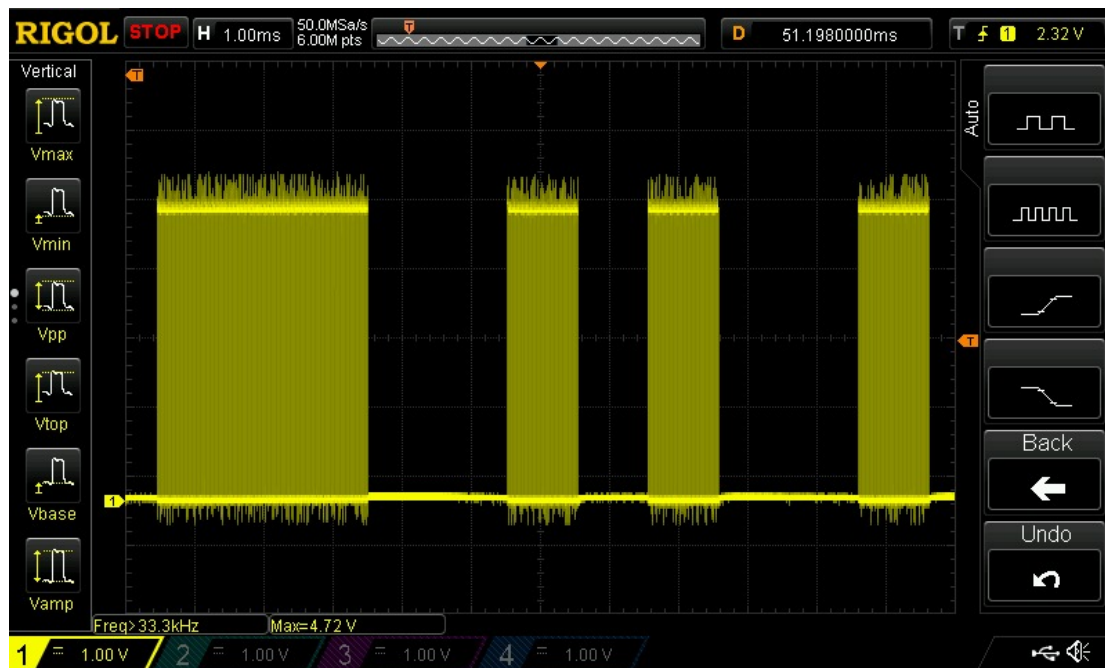 RIGOL STOP H 1.00ms 50.0MSa/s 6.00M pts T D 51.1980000ms T 1 2.32 V
Vertical
T
Auto
Vmax
Vmin
Vpp
T
Vtop
Back
1
Vbase
Undo
Vamp
Freq>33.3kHz Max=4.72 V
1 = 1.00 V 2 = 1.00 V 3 = 1.00 V 4 = 1.00 V